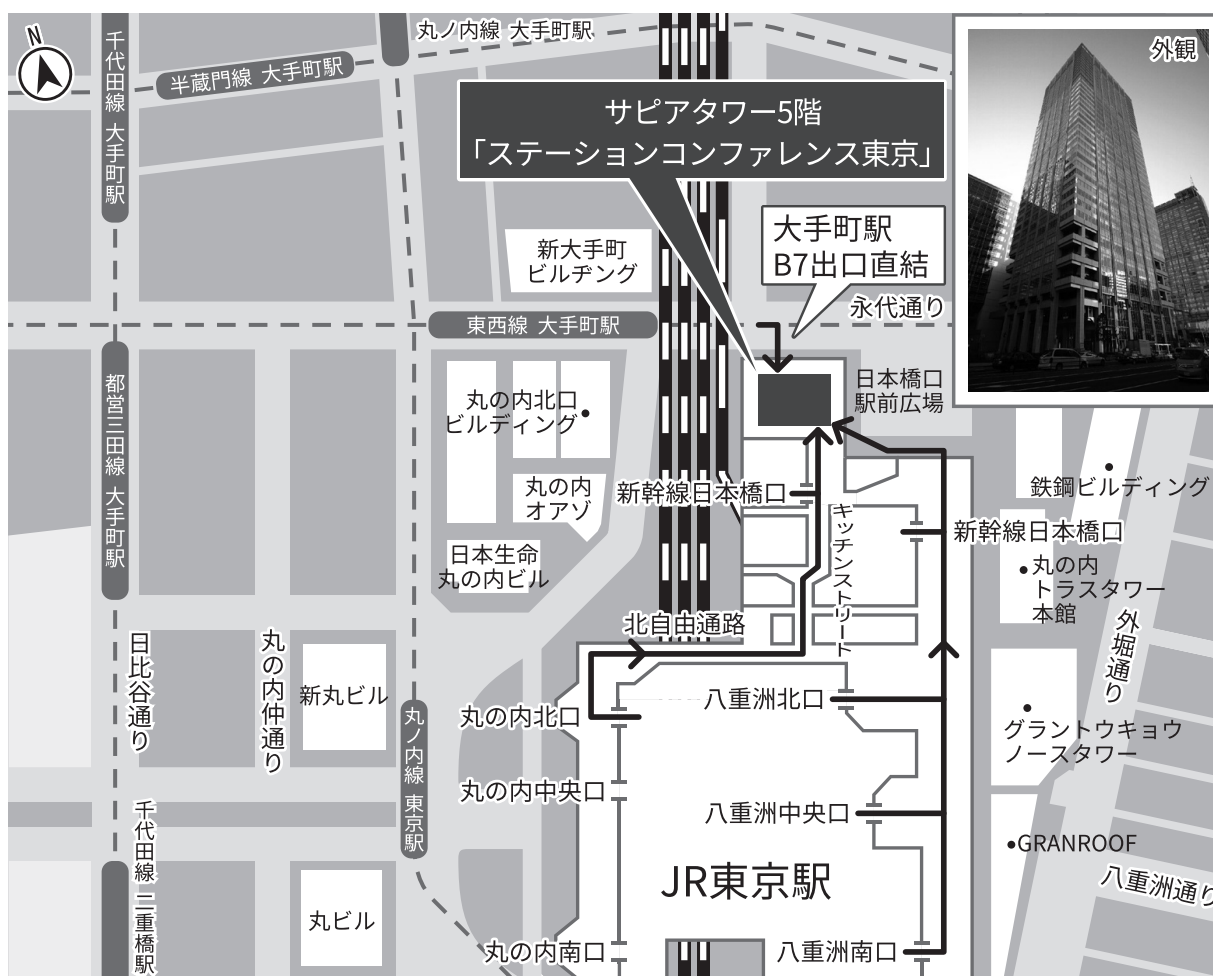 N
千代田線 大手町駅
半蔵門線 大手町駅
丸ノ内線 大手町駅
外観
サピアタワー5階
「ステーションコンファレンス東京」
新大手町
ビルヂング
大手町駅
B7出口直結
永代通り
東西線 大手町駅
都営三田線 大手町駅
丸の内北口
ビルディング
日本橋口
駅前広場
丸の内
オアゾ
新幹線日本橋口
鉄鋼ビルディング
キッチンストリート
新幹線日本橋口
日本生命
丸の内ビル
丸の内
トラスタワー
本館
北自由通路
外堀通り
日比谷通り
丸の内仲通り
新丸ビル
丸ノ内線 東京駅
丸の内北口
八重洲北口
グラントウキョウ
ノースタワー
丸の内中央口
八重洲中央口
千代田線 二重橋駅
GRANROOF
JR東京駅
八重洲通り
丸ビル
丸の内南口
八重洲南口